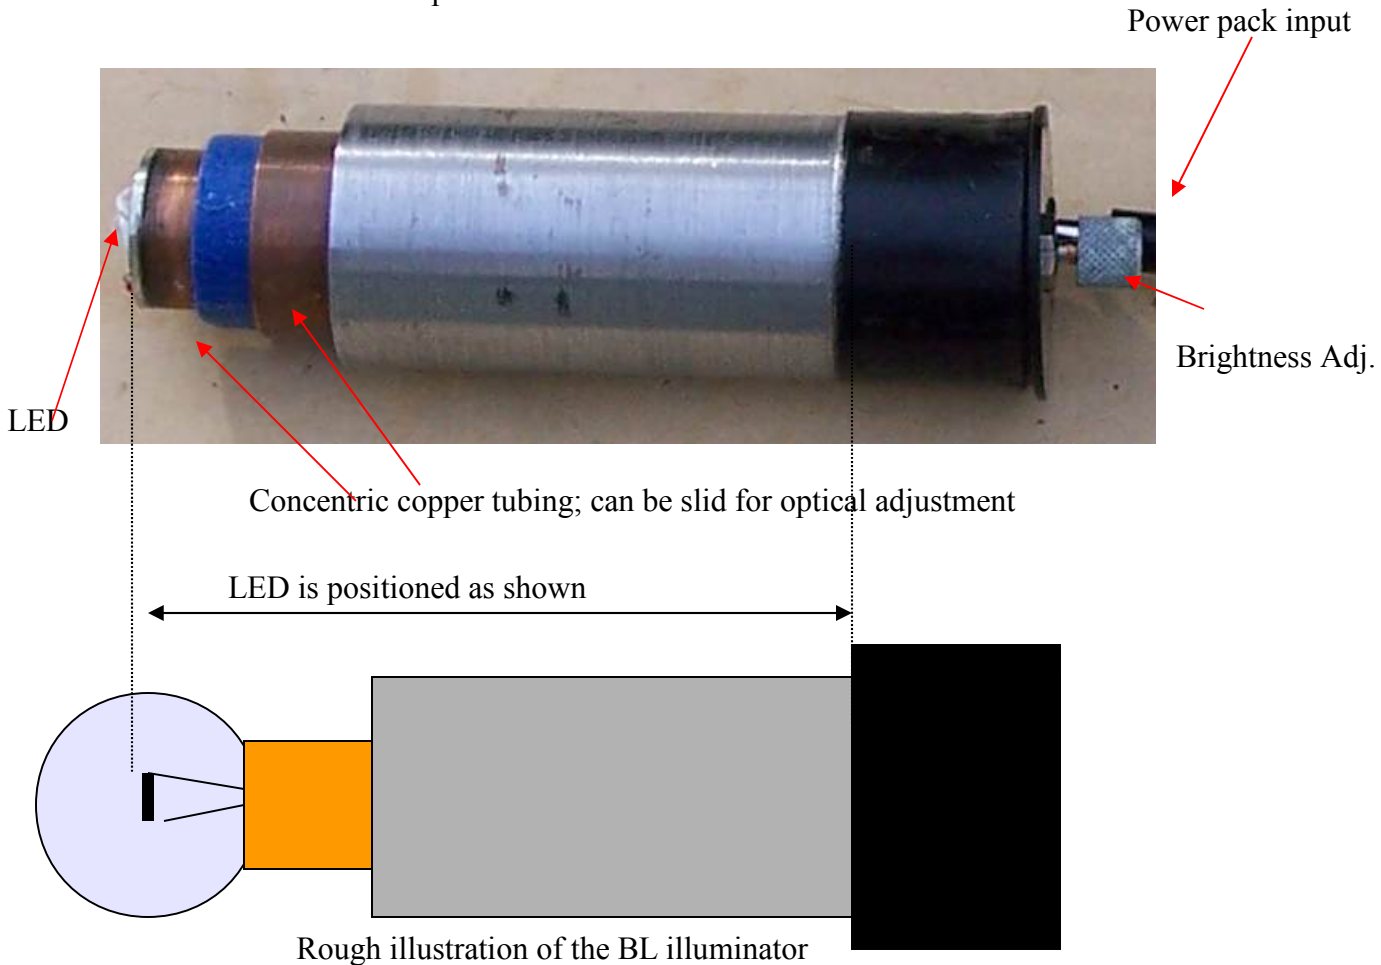 Power pack input
Brightness Adj.
LED
Concentric copper tubing; can be slid for optical adjustment
LED is positioned as shown
Rough illustration of the BL illuminator